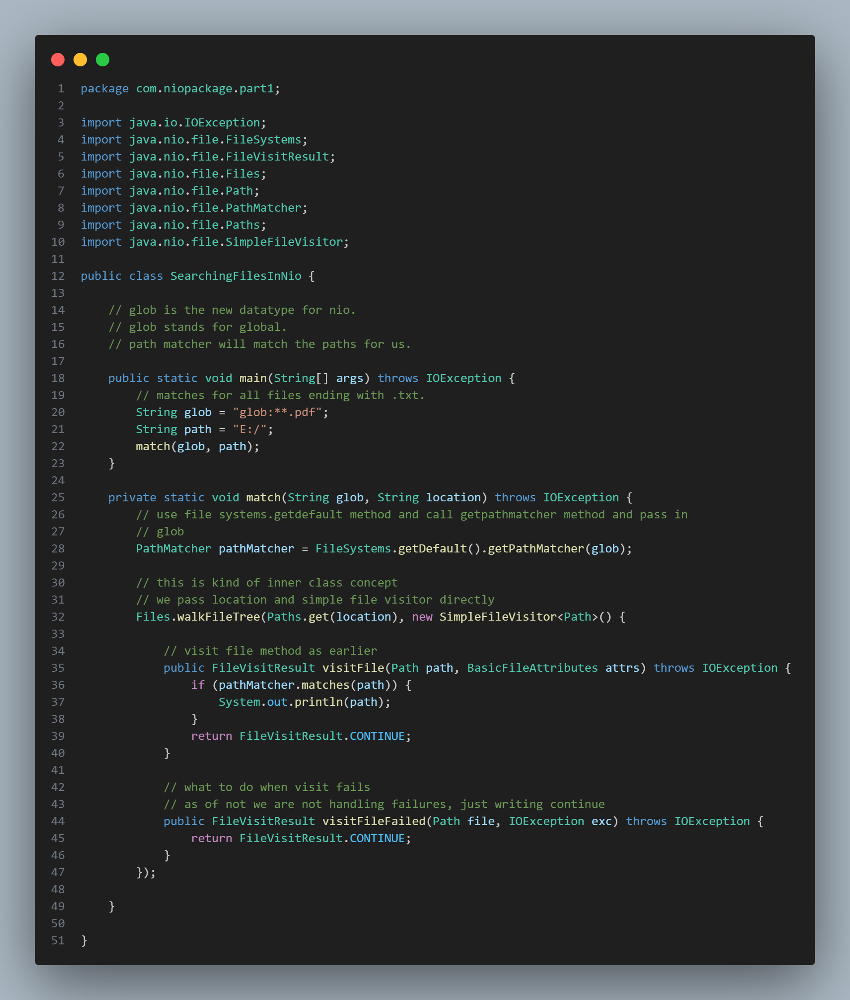 1 package com.niopackage.part1;
2
3 import java.io.IOException;
4 import java.nio.file.FileSystems;
5 import java.nio.file.FileVisitResult;
6 import java.nio.file.Files;
7 import java.nio.file.Path;
8 import java.nio.file.PathMatcher;
9 import java.nio.file.Paths;
10 import java.nio.file.SimpleFileVisitor;
11
12 public class SearchingFilesInNio {
13
14     // glob is the new datatype for nio.
15     // glob stands for global.
16     // path matcher will match the paths for us.
17
18     public static void main(String[] args) throws IOException {
19         // matches for all files ending with .txt.
20         String glob = "glob:**.pdf";
21         String path = "E:/";
22         match(glob, path);
23     }
24
25     private static void match(String glob, String location) throws IOException {
26         // use file systems.getdefault method and call getpathmatcher method and pass in
27         // glob
28         PathMatcher pathMatcher = FileSystems.getDefault().getPathMatcher(glob);
29
30         // this is kind of inner class concept
31         // we pass location and simple file visitor directly
32         Files.walkFileTree(Paths.get(location), new SimpleFileVisitor<Path>() {
33
34             // visit file method as earlier
35             public FileVisitResult visitFile(Path path, BasicFileAttributes attrs) throws IOException {
36                 if (pathMatcher.matches(path)) {
37                     System.out.println(path);
38                 }
39                 return FileVisitResult.CONTINUE;
40             }
41
42             // what to do when visit fails
43             // as of not we are not handling failures, just writing continue
44             public FileVisitResult visitFileFailed(Path file, IOException exc) throws IOException {
45                 return FileVisitResult.CONTINUE;
46             }
47         });
48
49     }
50
51 }